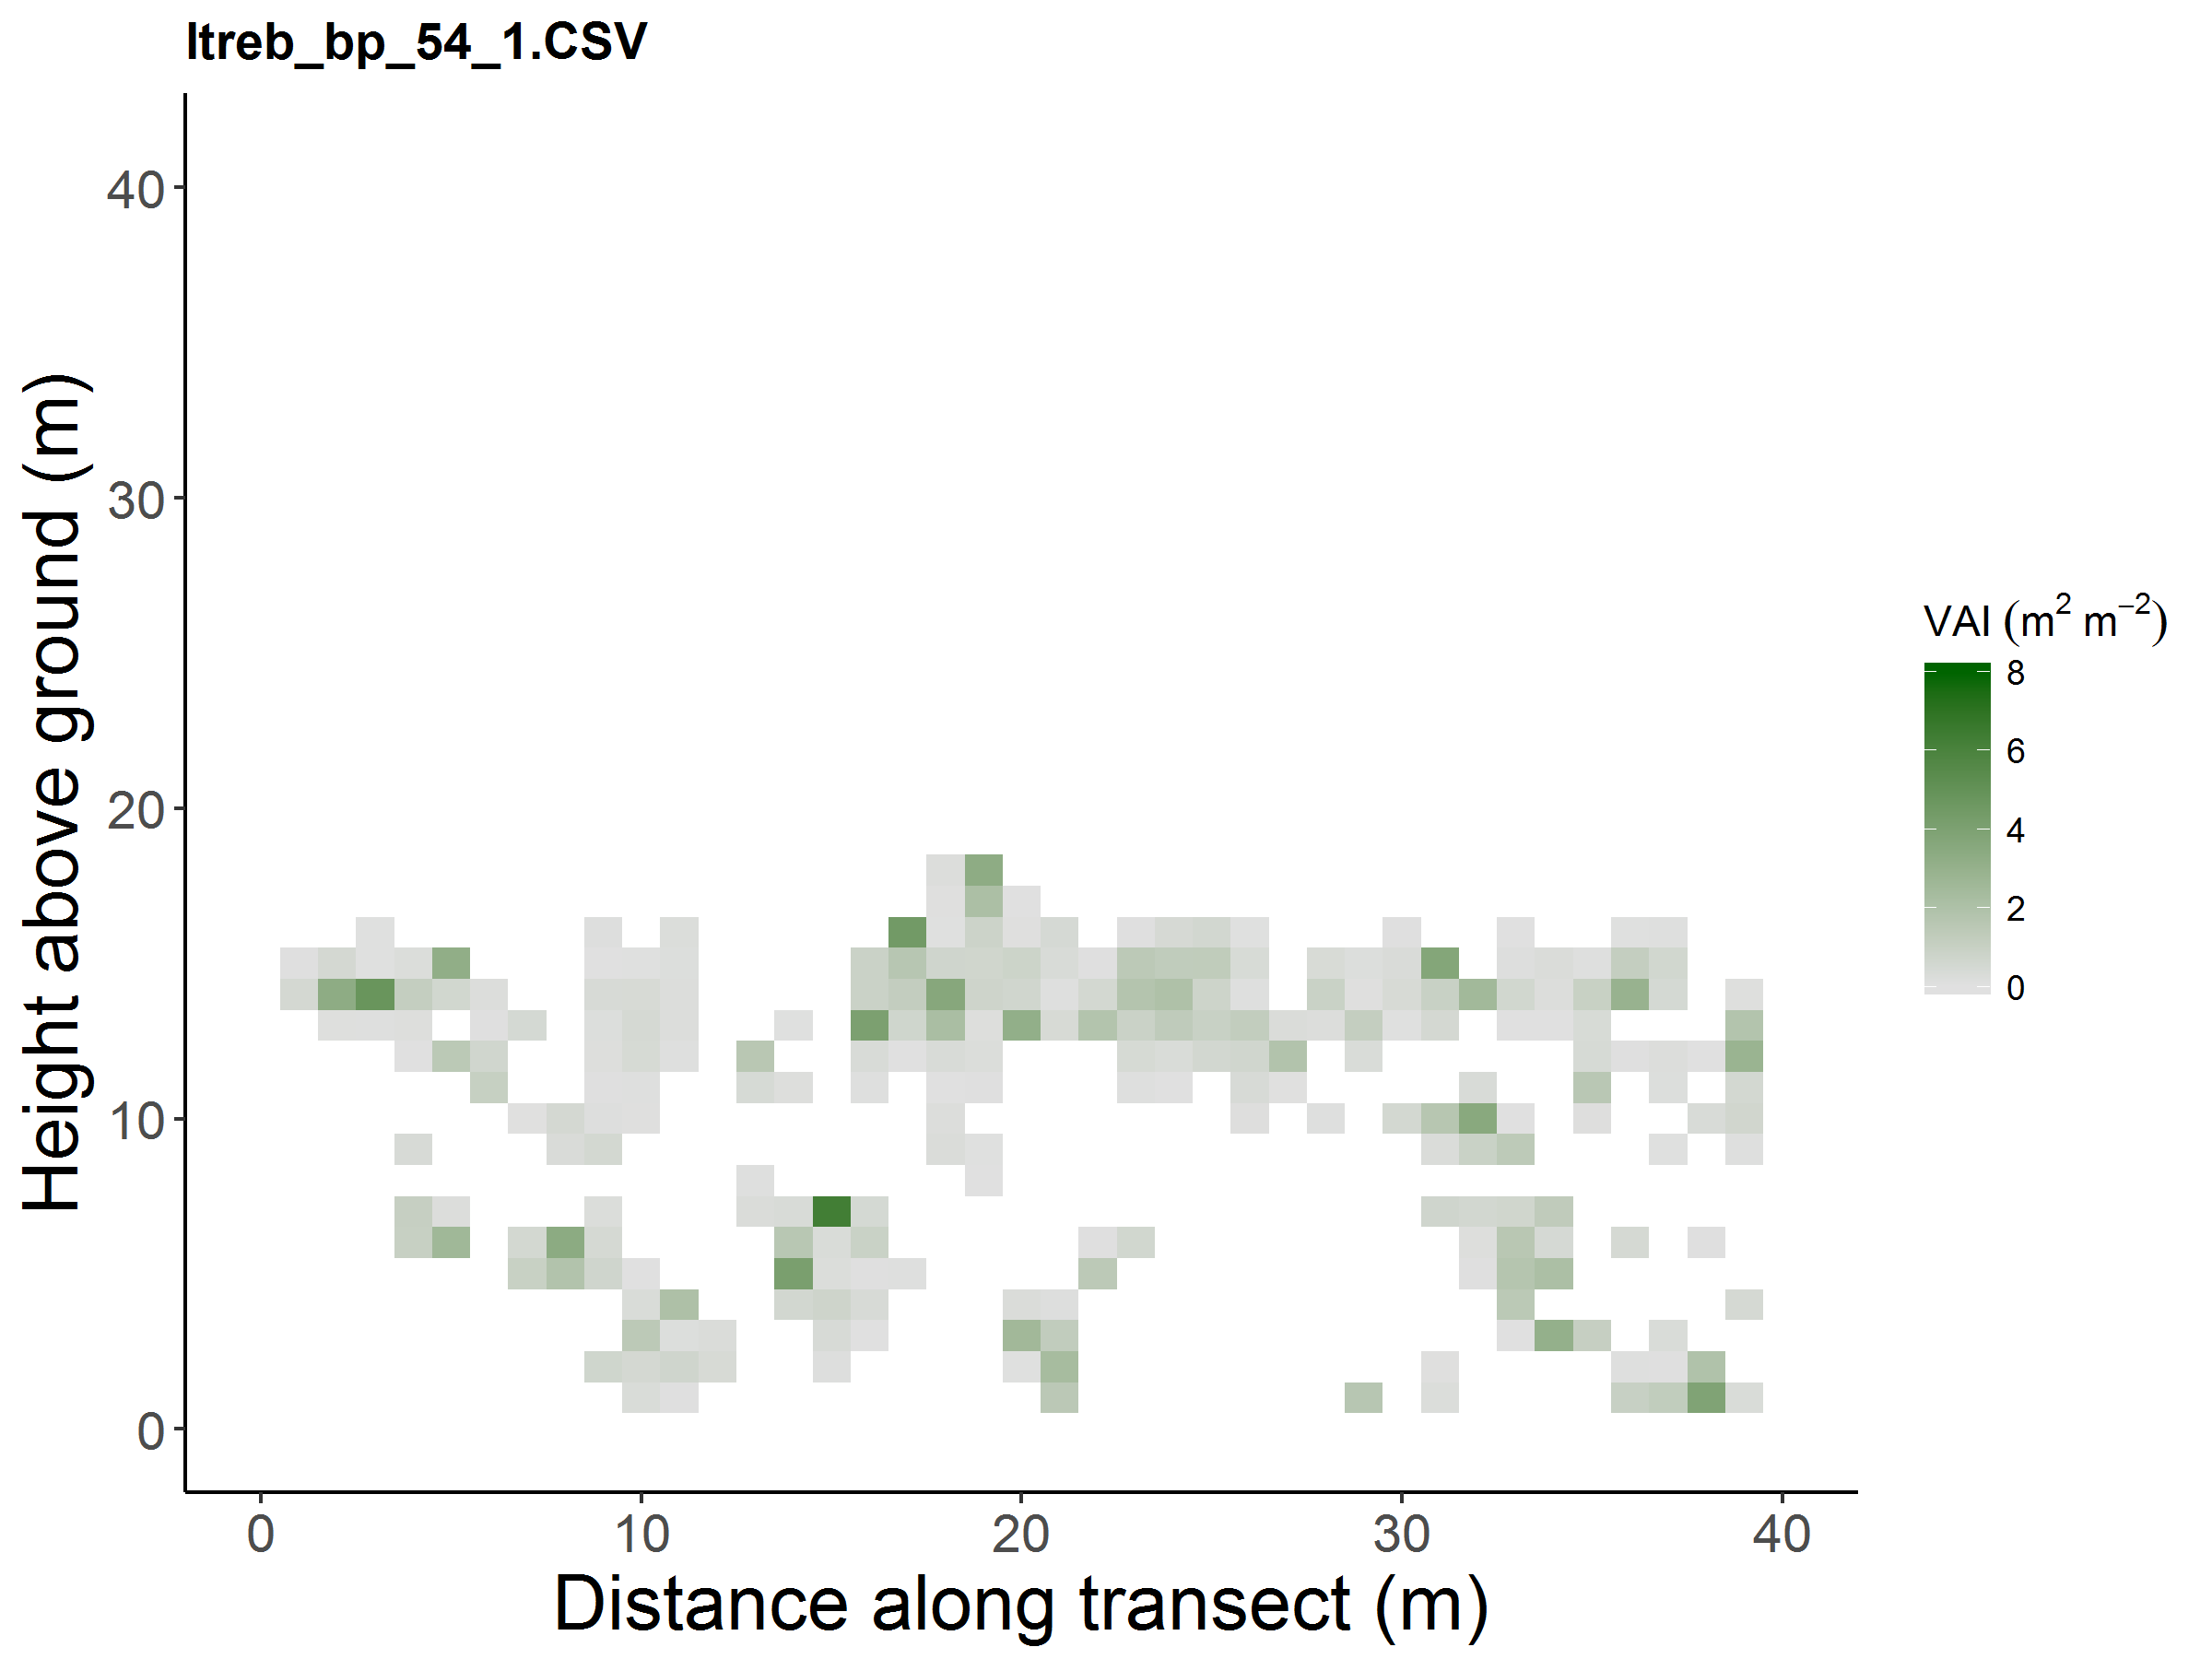 ltreb_bp_54_1.CSV
Height above ground (m)
40
30
20
10
0
0 10 20 30 40
Distance along transect (m)
VAI (m² m⁻²)
8
6
4
2
0